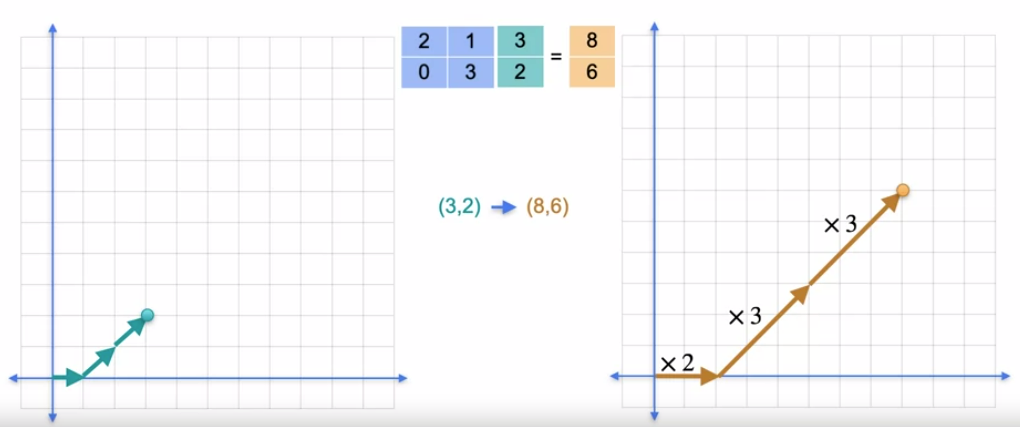 2 1 3 = 8
0 3 2 6
(3,2) → (8,6)
× 3
× 3
× 2